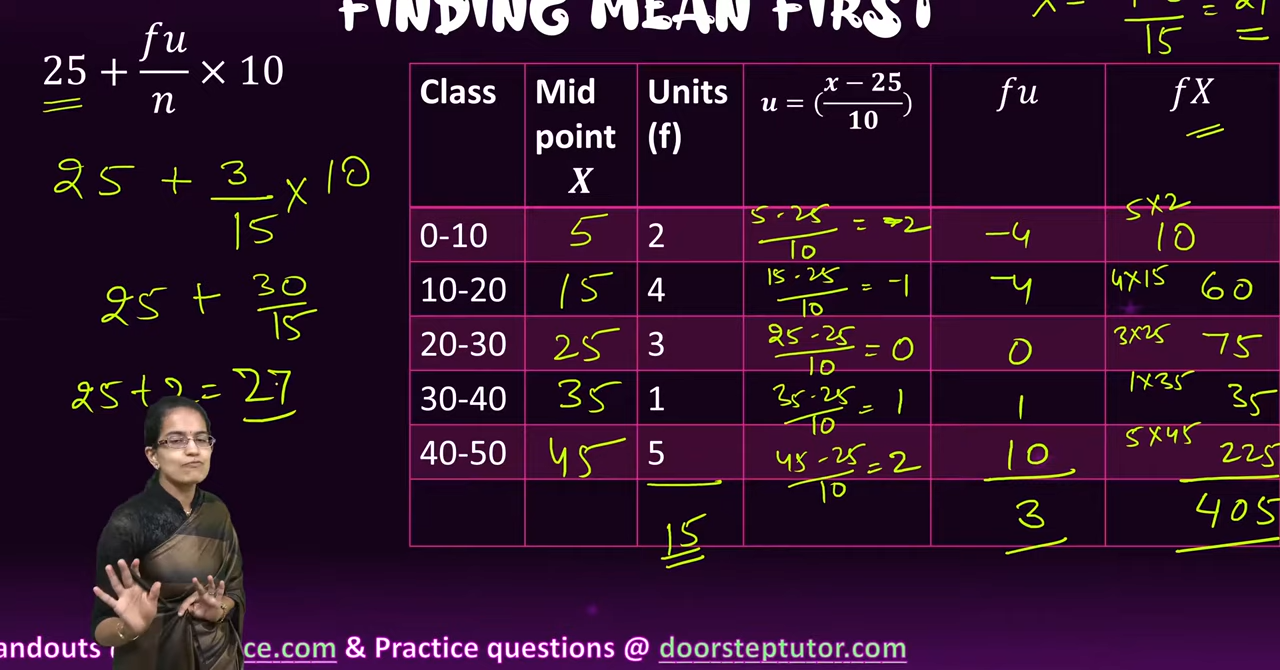 FINDING MEAN FIRST
15
25 + fu/n × 10
25 + 3/15 × 10
25 + 30/15
25 + 2 = 27
Class | Mid point X | Units (f) | u = (x − 25/10) | fu | fX
0-10 | 5 | 2 | 5-25/10 = -2 | -4 | 5×2 10
10-20 | 15 | 4 | 15-25/10 = -1 | -4 | 4×15 60
20-30 | 25 | 3 | 25-25/10 = 0 | 0 | 3×25 75
30-40 | 35 | 1 | 35-25/10 = 1 | 1 | 1×35 35
40-50 | 45 | 5 | 45-25/10 = 2 | 10 | 5×45 225
15 | 3 | 405
ce.com & Practice questions @ doorsteptutor.com